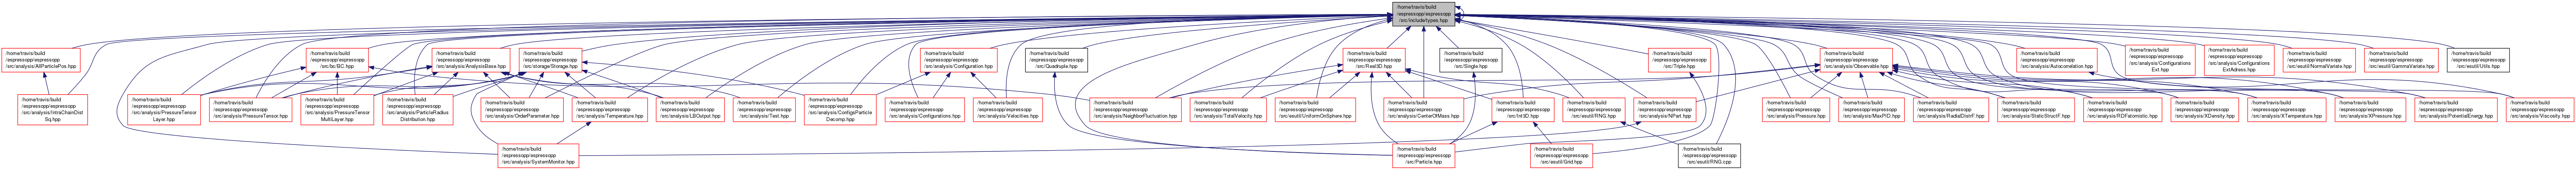 /home/travis/build
/espressopp/espressopp
/src/include/types.hpp
/home/travis/build
/espressopp/espressopp
/src/analysis/AllParticlePos.hpp
/home/travis/build
/espressopp/espressopp
/src/bc/BC.hpp
/home/travis/build
/espressopp/espressopp
/src/analysis/AnalysisBase.hpp
/home/travis/build
/espressopp/espressopp
/src/storage/Storage.hpp
/home/travis/build
/espressopp/espressopp
/src/analysis/Configuration.hpp
/home/travis/build
/espressopp/espressopp
/src/Quadruple.hpp
/home/travis/build
/espressopp/espressopp
/src/Real3D.hpp
/home/travis/build
/espressopp/espressopp
/src/Single.hpp
/home/travis/build
/espressopp/espressopp
/src/Triple.hpp
/home/travis/build
/espressopp/espressopp
/src/analysis/Observable.hpp
/home/travis/build
/espressopp/espressopp
/src/analysis/Autocorrelation.hpp
/home/travis/build
/espressopp/espressopp
/src/analysis/Configurations
Ext.hpp
/home/travis/build
/espressopp/espressopp
/src/analysis/Configurations
ExtAdress.hpp
/home/travis/build
/espressopp/espressopp
/src/esutil/NormalVariate.hpp
/home/travis/build
/espressopp/espressopp
/src/esutil/GammaVariate.hpp
/home/travis/build
/espressopp/espressopp
/src/esutil/Utils.hpp
/home/travis/build
/espressopp/espressopp
/src/analysis/IntraChainDist
Sq.hpp
/home/travis/build
/espressopp/espressopp
/src/analysis/PressureTensor
Layer.hpp
/home/travis/build
/espressopp/espressopp
/src/analysis/PressureTensor.hpp
/home/travis/build
/espressopp/espressopp
/src/analysis/PressureTensor
MultiLayer.hpp
/home/travis/build
/espressopp/espressopp
/src/analysis/ParticleRadius
Distribution.hpp
/home/travis/build
/espressopp/espressopp
/src/analysis/OrderParameter.hpp
/home/travis/build
/espressopp/espressopp
/src/analysis/Temperature.hpp
/home/travis/build
/espressopp/espressopp
/src/analysis/LBOutput.hpp
/home/travis/build
/espressopp/espressopp
/src/analysis/Test.hpp
/home/travis/build
/espressopp/espressopp
/src/analysis/ConfigsParticle
Decomp.hpp
/home/travis/build
/espressopp/espressopp
/src/analysis/Configurations.hpp
/home/travis/build
/espressopp/espressopp
/src/analysis/Velocities.hpp
/home/travis/build
/espressopp/espressopp
/src/analysis/NeighborFluctuation.hpp
/home/travis/build
/espressopp/espressopp
/src/analysis/TotalVelocity.hpp
/home/travis/build
/espressopp/espressopp
/src/esutil/UniformOnSphere.hpp
/home/travis/build
/espressopp/espressopp
/src/analysis/CenterOfMass.hpp
/home/travis/build
/espressopp/espressopp
/src/Int3D.hpp
/home/travis/build
/espressopp/espressopp
/src/esutil/RNG.hpp
/home/travis/build
/espressopp/espressopp
/src/analysis/NPart.hpp
/home/travis/build
/espressopp/espressopp
/src/analysis/Pressure.hpp
/home/travis/build
/espressopp/espressopp
/src/analysis/MaxPID.hpp
/home/travis/build
/espressopp/espressopp
/src/analysis/RadialDistrF.hpp
/home/travis/build
/espressopp/espressopp
/src/analysis/StaticStructF.hpp
/home/travis/build
/espressopp/espressopp
/src/analysis/RDFatomistic.hpp
/home/travis/build
/espressopp/espressopp
/src/analysis/XDensity.hpp
/home/travis/build
/espressopp/espressopp
/src/analysis/XTemperature.hpp
/home/travis/build
/espressopp/espressopp
/src/analysis/XPressure.hpp
/home/travis/build
/espressopp/espressopp
/src/analysis/PotentialEnergy.hpp
/home/travis/build
/espressopp/espressopp
/src/analysis/Viscosity.hpp
/home/travis/build
/espressopp/espressopp
/src/analysis/SystemMonitor.hpp
/home/travis/build
/espressopp/espressopp
/src/Particle.hpp
/home/travis/build
/espressopp/espressopp
/src/esutil/Grid.hpp
/home/travis/build
/espressopp/espressopp
/src/esutil/RNG.cpp